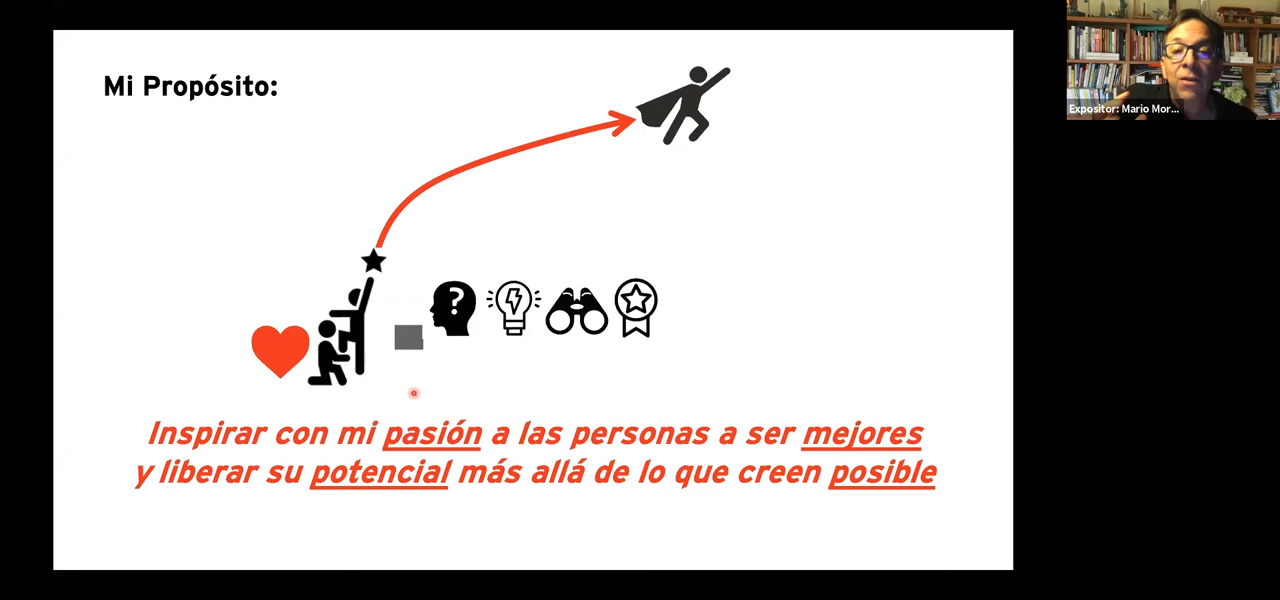 Mi Propósito:
Expositor: Mario Mor...
?
Inspirar con mi pasión a las personas a ser mejores
y liberar su potencial más allá de lo que creen posible